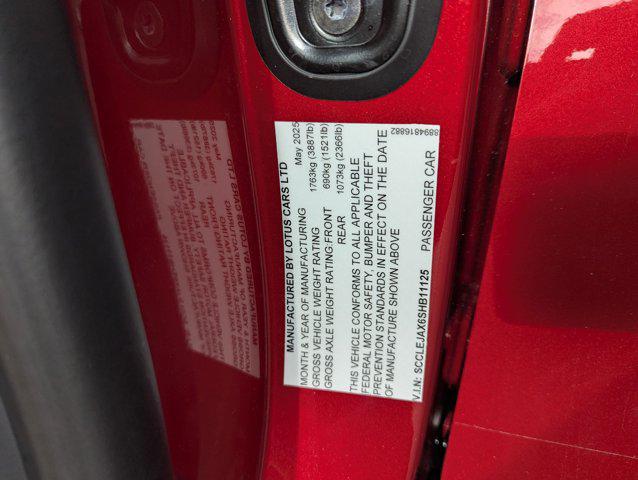 MANUFACTURED BY LOTUS CARS LTD
MONTH & YEAR OF MANUFACTURING May 2025
GROSS VEHICLE WEIGHT RATING 1763kg (3887lb)
GROSS AXLE WEIGHT RATING:FRONT 690kg (1521lb)
REAR 1073kg (2366lb)
THIS VEHICLE CONFORMS TO ALL APPLICABLE
FEDERAL MOTOR SAFETY, BUMPER AND THEFT
PREVENTION STANDARDS IN EFFECT ON THE DATE
OF MANUFACTURE SHOWN ABOVE
V.I.N: SCCLEJAX6SHB11125 PASSENGER CAR
8894816882